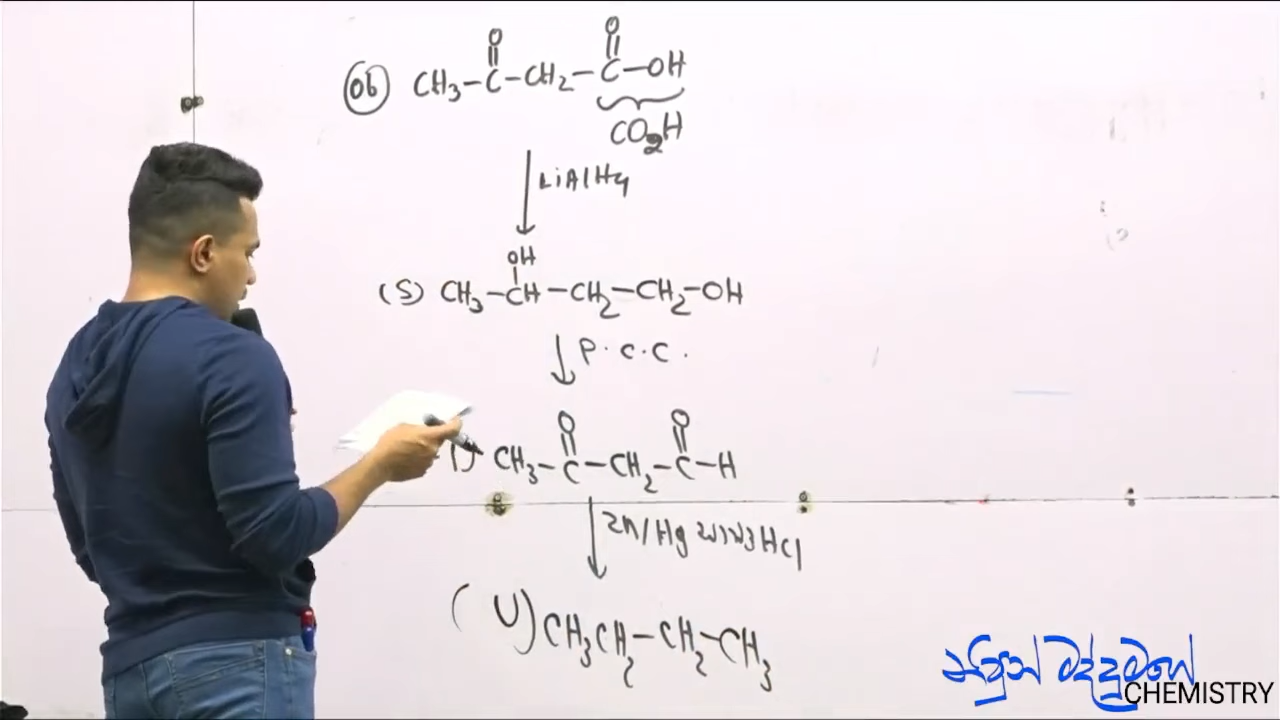 06
O O
CH3-C-CH2-C-OH
CO2H
LiAlH4
OH
(S) CH3-CH-CH2-CH2-OH
P.C.C.
O O
CH3-C-CH2-C-H
Zn/Hg සාන්ද්‍ර HCl
(U) CH3CH2-CH2-CH3
CHEMISTRY